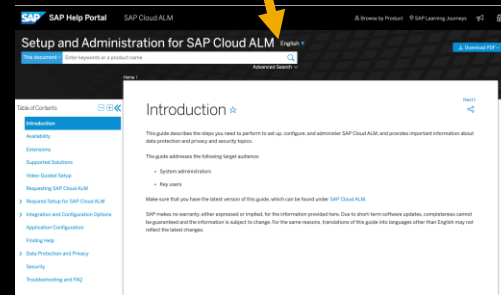 SAP SAP Help Portal SAP Cloud ALM Browse by Product SAP Learning Journeys
Setup and Administration for SAP Cloud ALM English
This document Enter keywords or a product name
Advanced Search
Download PDF
Home /
Table of Contents
Introduction
Availability
Extensions
Supported Solutions
Video Guided Setup
Requesting SAP Cloud ALM
Required Setup for SAP Cloud ALM
Integration and Configuration Options
Application Configuration
Finding Help
Data Protection and Privacy
Security
Troubleshooting and FAQ
Next
Introduction
This guide describes the steps you need to perform to set up, configure, and administer SAP Cloud ALM, and provides important information about
data protection and privacy and security topics.
The guide addresses the following target audience:
• System administrators
• Key users
Make sure that you have the latest version of this guide, which can be found under SAP Cloud ALM.
SAP makes no warranty, either expressed or implied, for the information provided here. Due to short-term software updates, completeness cannot
be guaranteed and the information is subject to change. For the same reasons, translations of this guide into languages other than English may not
reflect the latest changes.